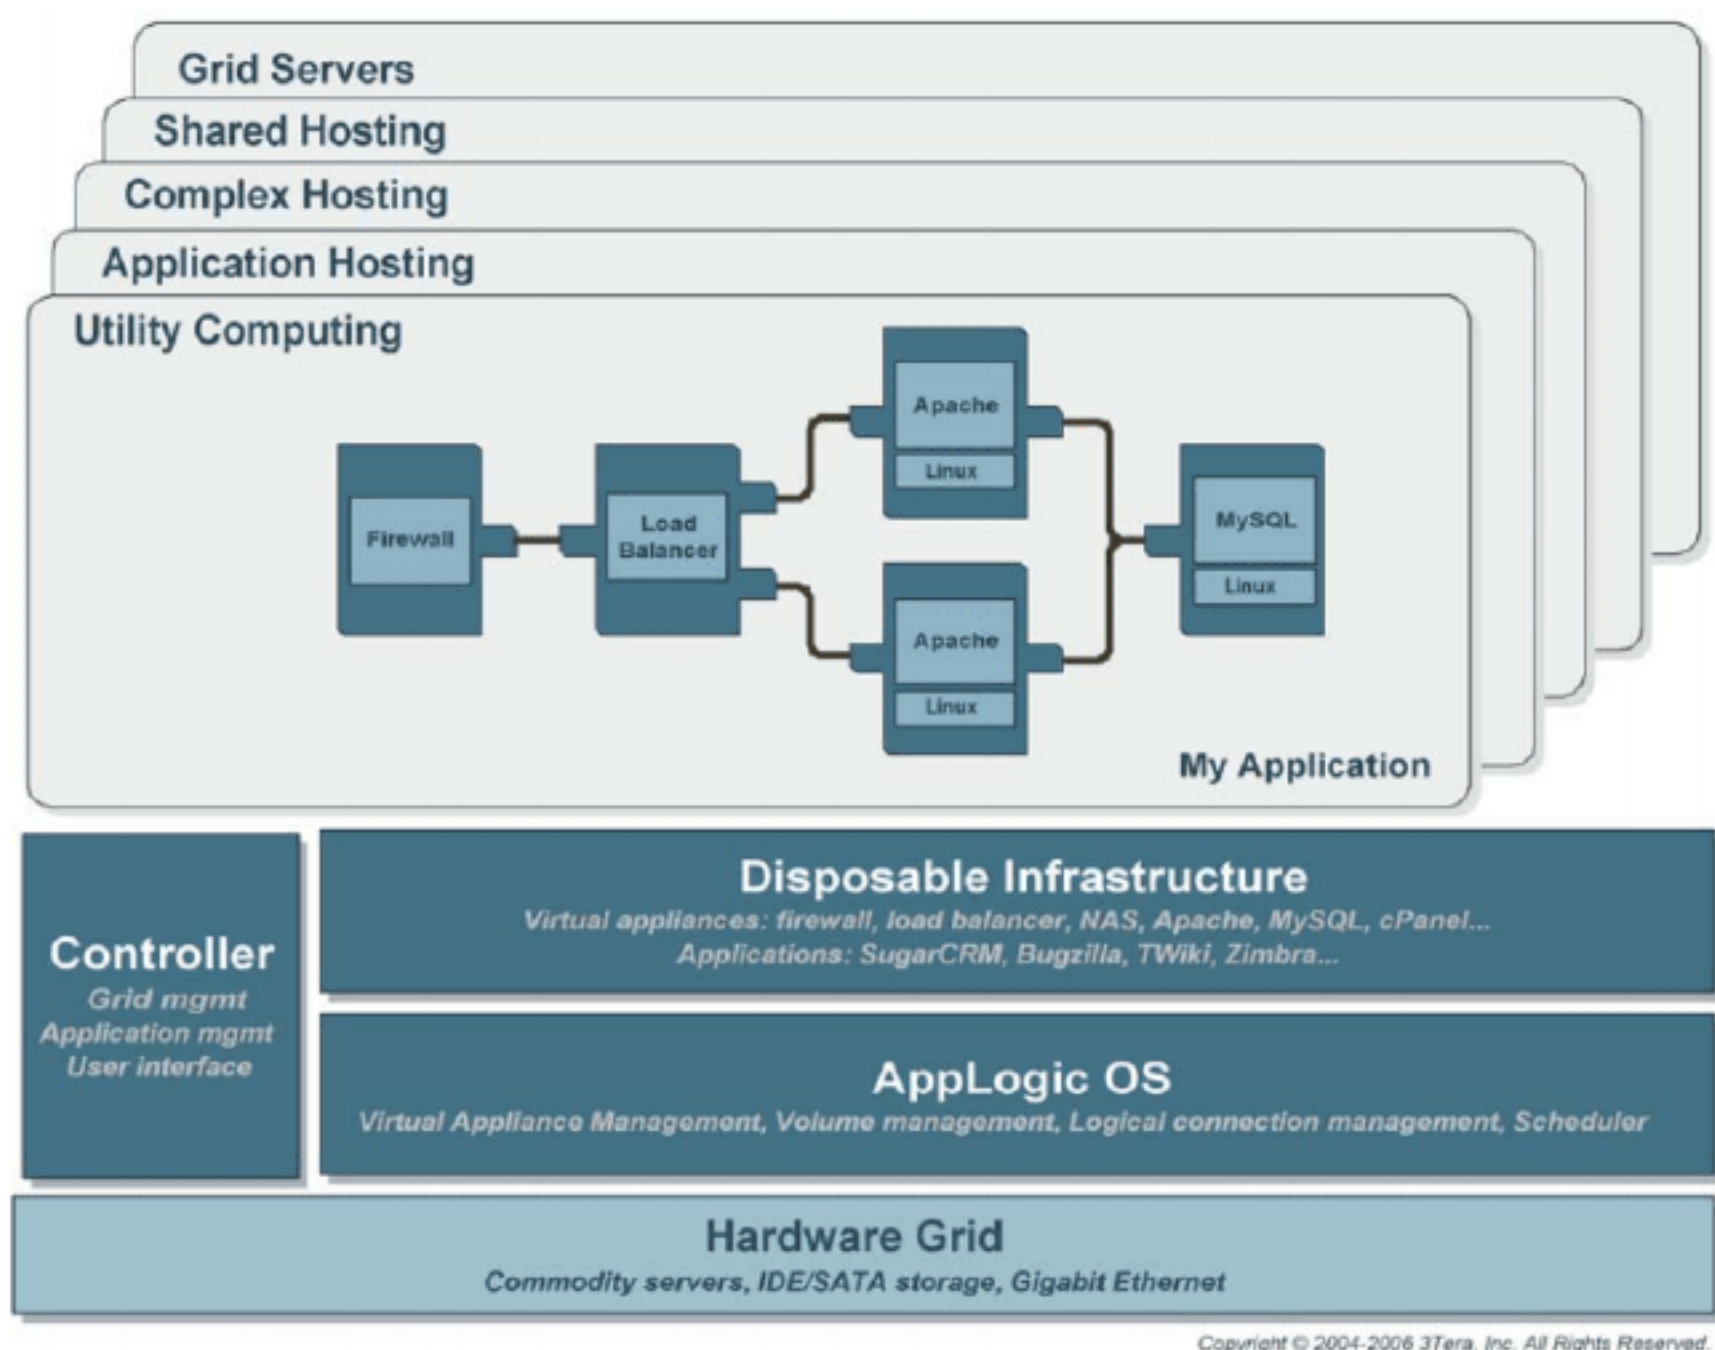 Grid Servers
Shared Hosting
Complex Hosting
Application Hosting
Utility Computing
Firewall
Load
Balancer
Apache
Linux
Apache
Linux
MySQL
Linux
My Application
Controller
Grid mgmt
Application mgmt
User interface
Disposable Infrastructure
Virtual appliances: firewall, load balancer, NAS, Apache, MySQL, cPanel...
Applications: SugarCRM, Bugzilla, TWiki, Zimbra...
AppLogic OS
Virtual Appliance Management, Volume management, Logical connection management, Scheduler
Hardware Grid
Commodity servers, IDE/SATA storage, Gigabit Ethernet
Copyright © 2004-2006 3Tera, Inc. All Rights Reserved.